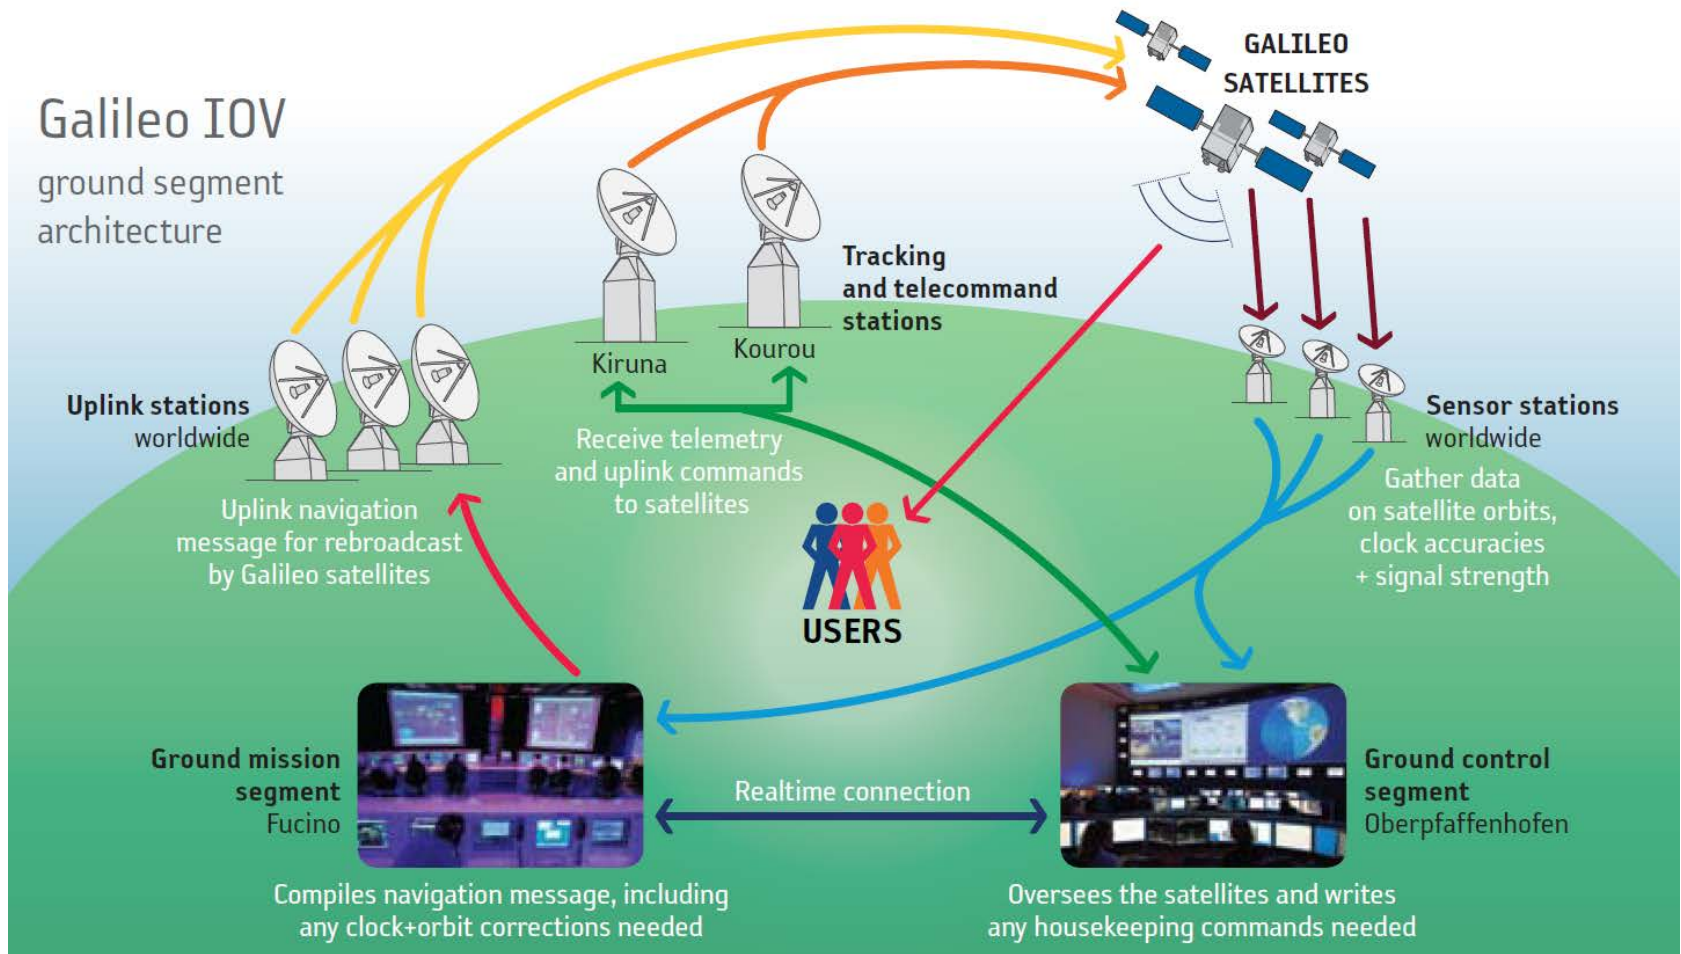 Galileo IOV
ground segment
architecture
GALILEO
SATELLITES
Tracking
and telecommand
stations
Kiruna
Kourou
Receive telemetry
and uplink commands
to satellites
Uplink stations
worldwide
Uplink navigation
message for rebroadcast
by Galileo satellites
Sensor stations
worldwide
Gather data
on satellite orbits,
clock accuracies
+ signal strength
USERS
Ground mission
segment
Fucino
Realtime connection
Ground control
segment
Oberpfaffenhofen
Compiles navigation message, including
any clock+orbit corrections needed
Oversees the satellites and writes
any housekeeping commands needed